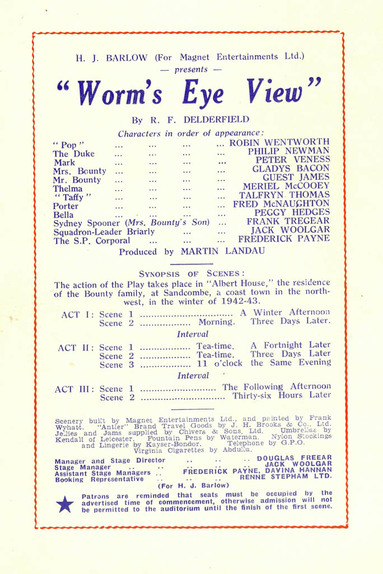 H. J. BARLOW (For Magnet Entertainments Ltd.)
— presents —
"Worm's Eye View"
By R. F. DELDERFIELD
Characters in order of appearance:
"Pop" ... ... ... ... ROBIN WENTWORTH
The Duke ... ... ... ... PHILIP NEWMAN
Mark ... ... ... ... PETER VENESS
Mrs. Bounty ... ... ... ... GLADYS BACON
Mr. Bounty ... ... ... ... GUEST JAMES
Thelma ... ... ... ... MERIEL McCOOEY
"Taffy" ... ... ... ... TALFRYN THOMAS
Porter ... ... ... ... FRED McNAUGHTON
Bella ... ... ... ... PEGGY HEDGES
Sydney Spooner (Mrs. Bounty's Son) ... FRANK TREGEAR
Squadron-Leader Briarly ... ... JACK WOOLGAR
The S.P. Corporal ... ... FREDERICK PAYNE
Produced by MARTIN LANDAU
SYNOPSIS OF SCENES:
The action of the Play takes place in "Albert House," the residence
of the Bounty family, at Sandcombe, a coast town in the north-
west, in the winter of 1942-43.
ACT I: Scene 1 .............................. A Winter Afternoon
Scene 2 .................. Morning. Three Days Later.
Interval
ACT II: Scene 1 .................. Tea-time. A Fortnight Later
Scene 2 .................. Tea-time. Three Days Later
Scene 3 .................. 11 o'clock the Same Evening
Interval
ACT III: Scene 1 .................. The Following Afternoon
Scene 2 ........................ Thirty-six Hours Later
Scenery built by Magnet Entertainments Ltd., and painted by Frank
Wyhatt. "Antler" Brand Travel Goods by J. H. Brooks & Co., Ltd.
Jellies and Jams supplied by Chivers & Sons, Ltd. Umbrellas by
Kendall of Leicester. Fountain Pens by Waterman. Nylon Stockings
and Lingerie by Kayser-Bondor. Telephone by G.P.O.
Virginia Cigarettes by Abdulla.
Manager and Stage Director .. .. .. DOUGLAS FREEAR
Stage Manager .. .. .. .. JACK WOOLGAR
Assistant Stage Managers .. FREDERICK PAYNE, DAVINA HANNAN
Booking Representative .. .. .. RENNE STEPHAM LTD.
(For H. J. Barlow)
Patrons are reminded that seats must be occupied by the
advertised time of commencement, otherwise admission will not
be permitted to the auditorium until the finish of the first scene.